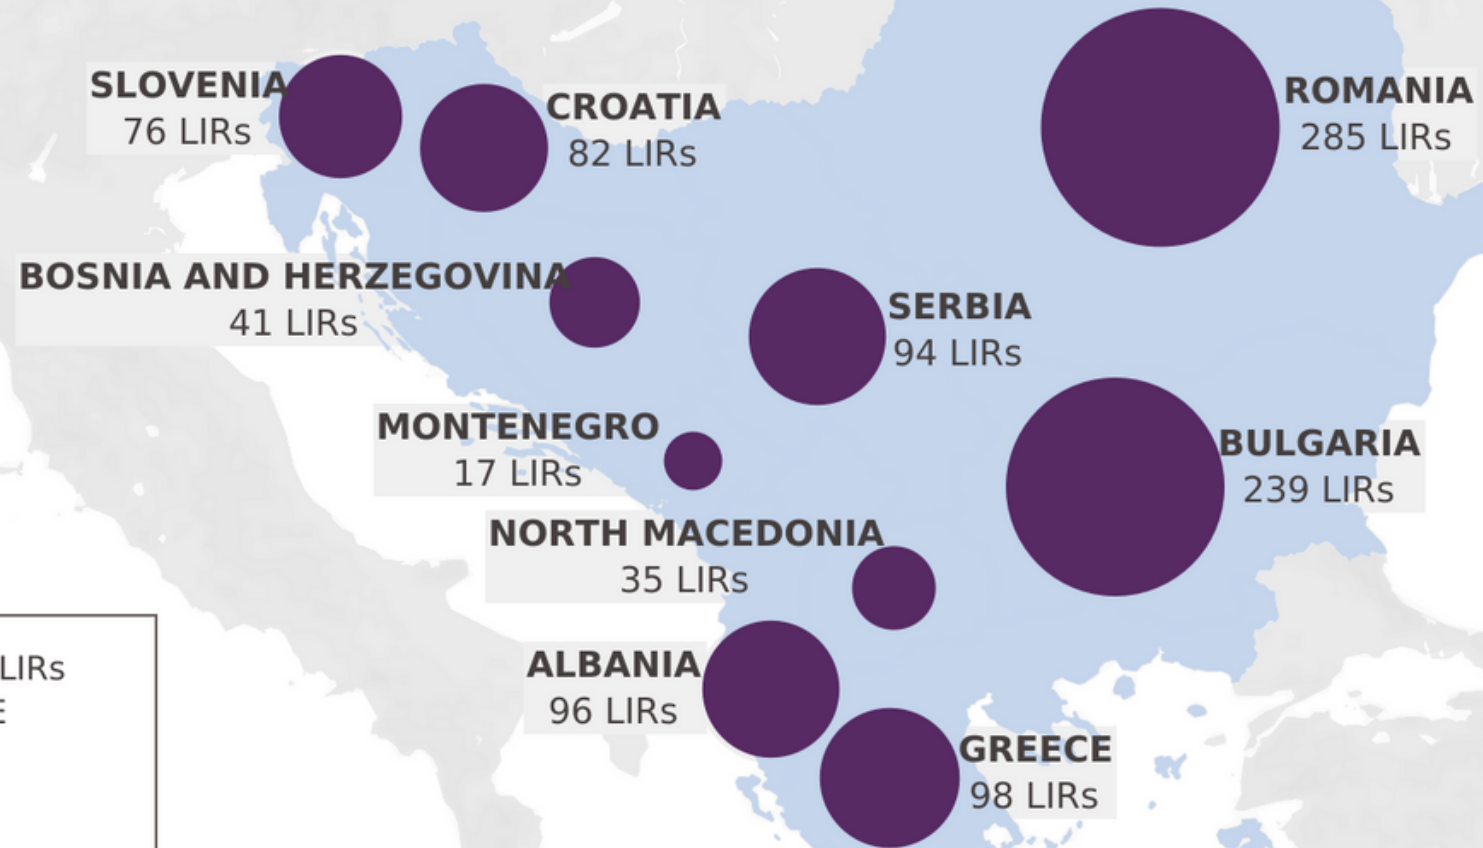 SLOVENIA
76 LIRs
CROATIA
82 LIRs
ROMANIA
285 LIRs
BOSNIA AND HERZEGOVINA
41 LIRs
SERBIA
94 LIRs
MONTENEGRO
17 LIRs
BULGARIA
239 LIRs
NORTH MACEDONIA
35 LIRs
ALBANIA
96 LIRs
GREECE
98 LIRs
LIRs
E